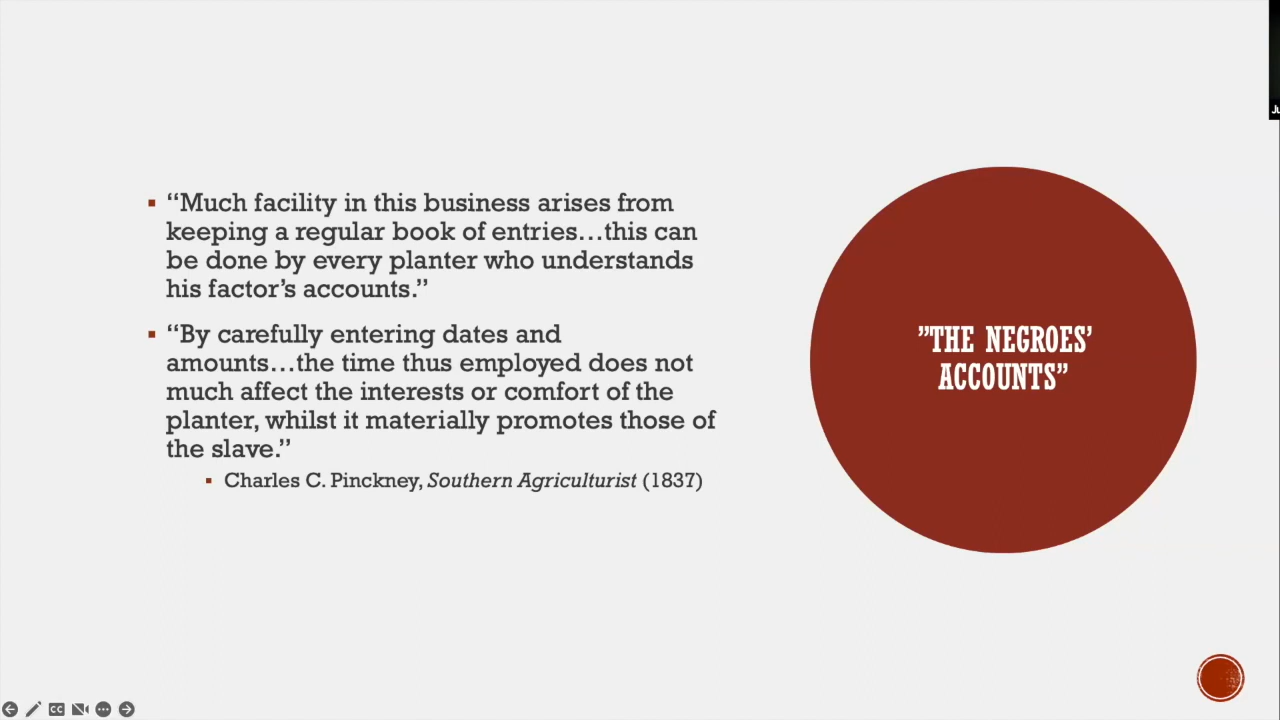 “Much facility in this business arises from
keeping a regular book of entries…this can
be done by every planter who understands
his factor’s accounts.”
“By carefully entering dates and
amounts…the time thus employed does not
much affect the interests or comfort of the
planter, whilst it materially promotes those of
the slave.”
Charles C. Pinckney, Southern Agriculturist (1837)
”THE NEGROES’
ACCOUNTS”
CC